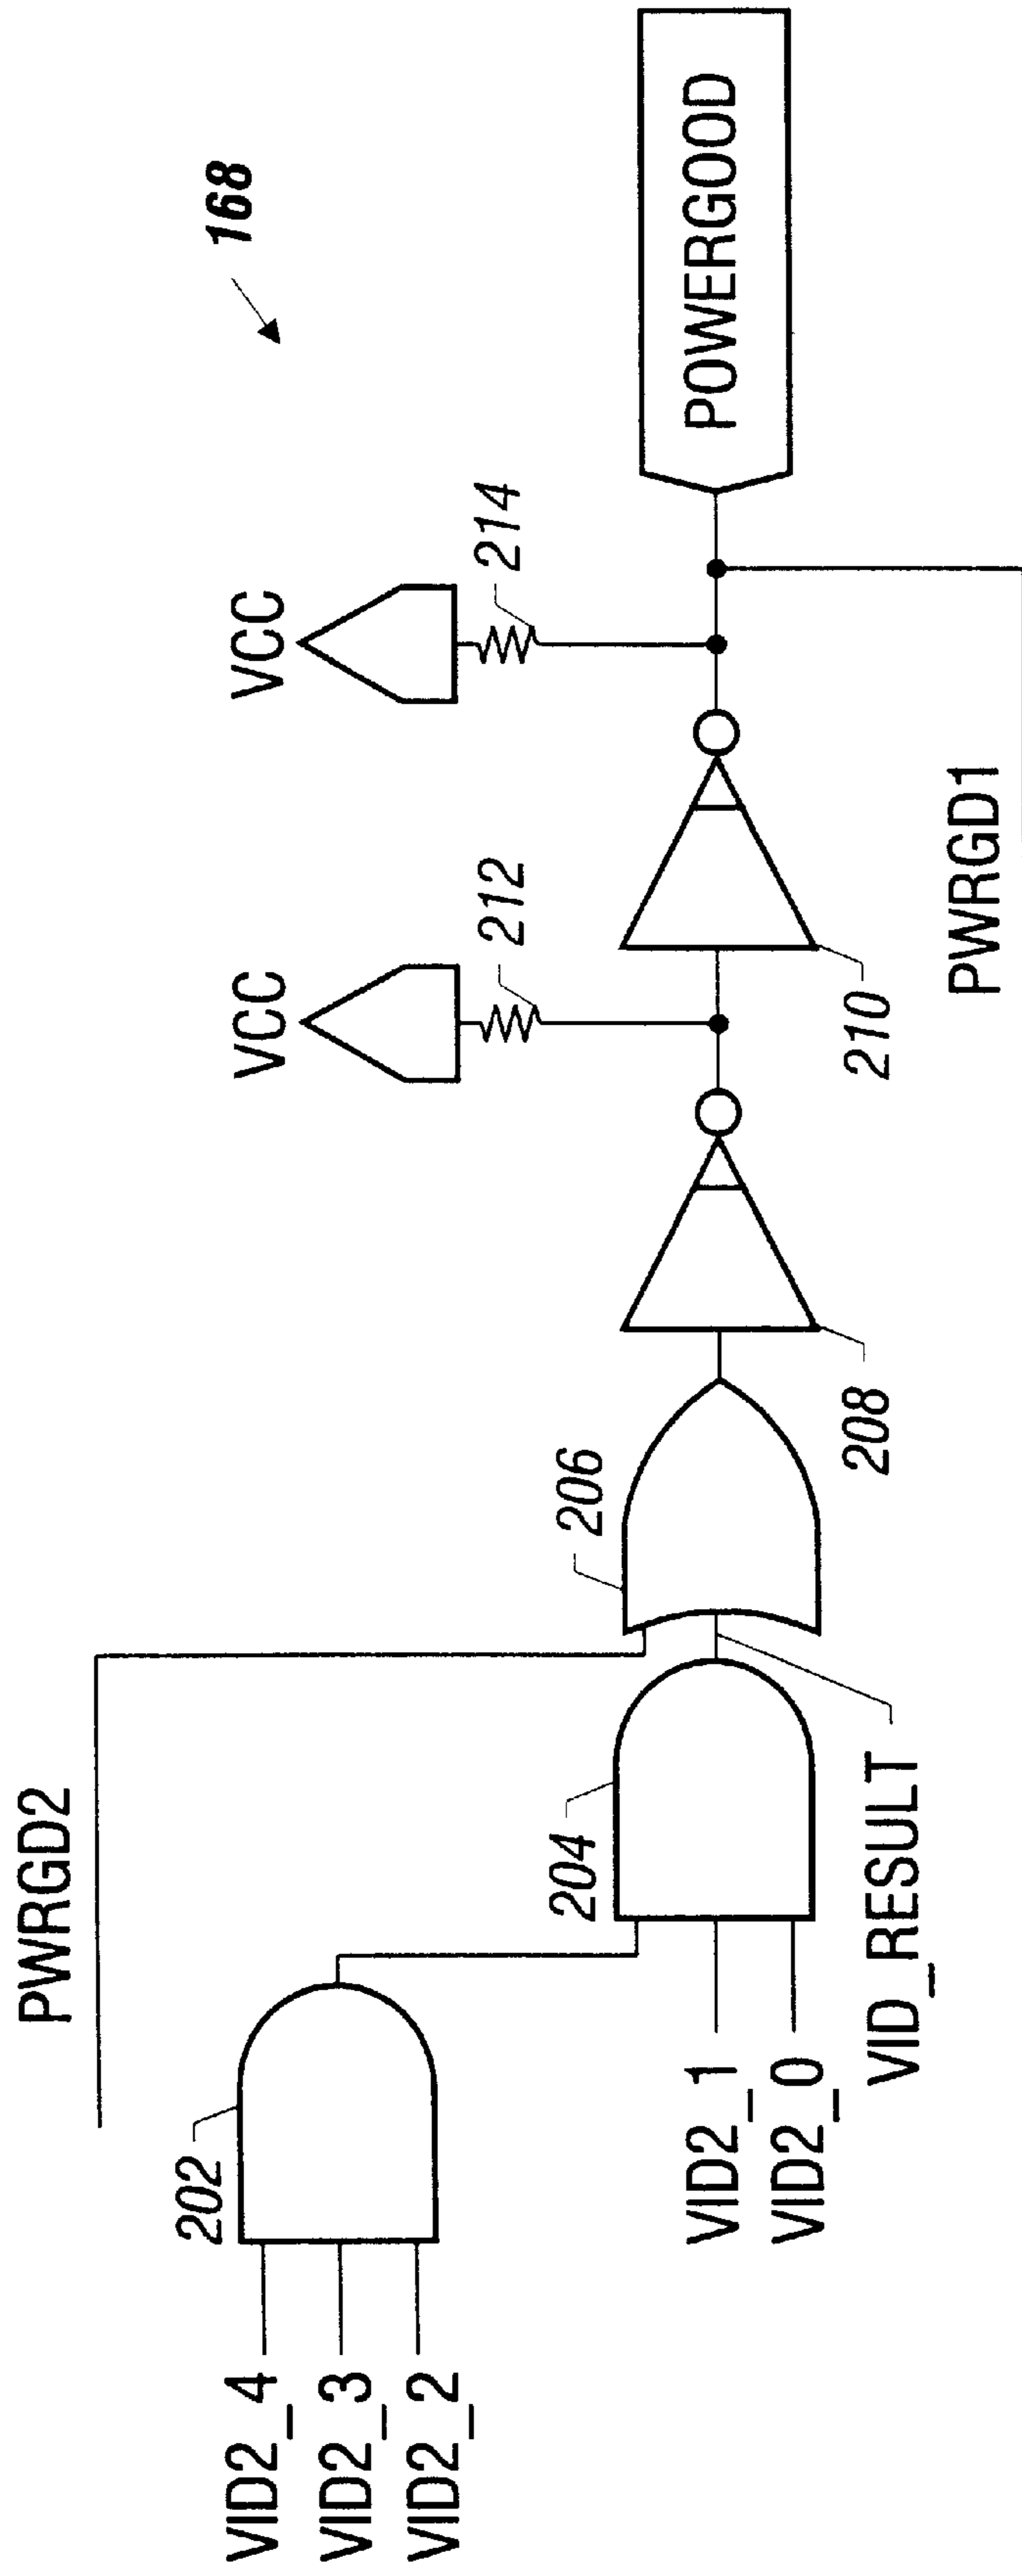 168
PWRGD2
VCC
VCC
202
VID2_4
VID2_3
VID2_2
212
214
204
206
VID2_1
VID2_0
POWERGOOD
VID_RESULT
208
210
PWRGD1